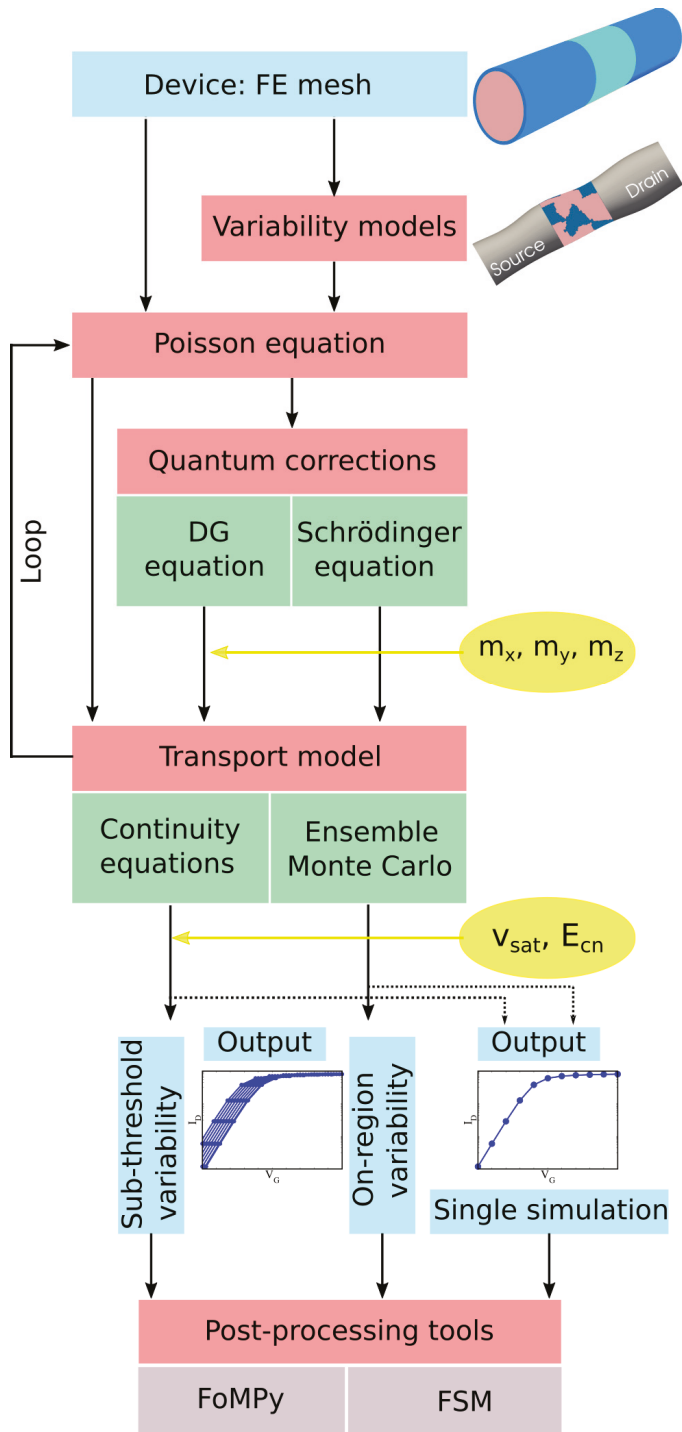 Device: FE mesh
Variability models
Source
Drain
Poisson equation
Loop
Quantum corrections
DG
equation
Schrödinger
equation
mx, my, mz
Transport model
Continuity
equations
Ensemble
Monte Carlo
vsat, Ecn
Sub-threshold
variability
Output
ID
VG
On-region
variability
Output
ID
VG
Single simulation
Post-processing tools
FoMPy
FSM